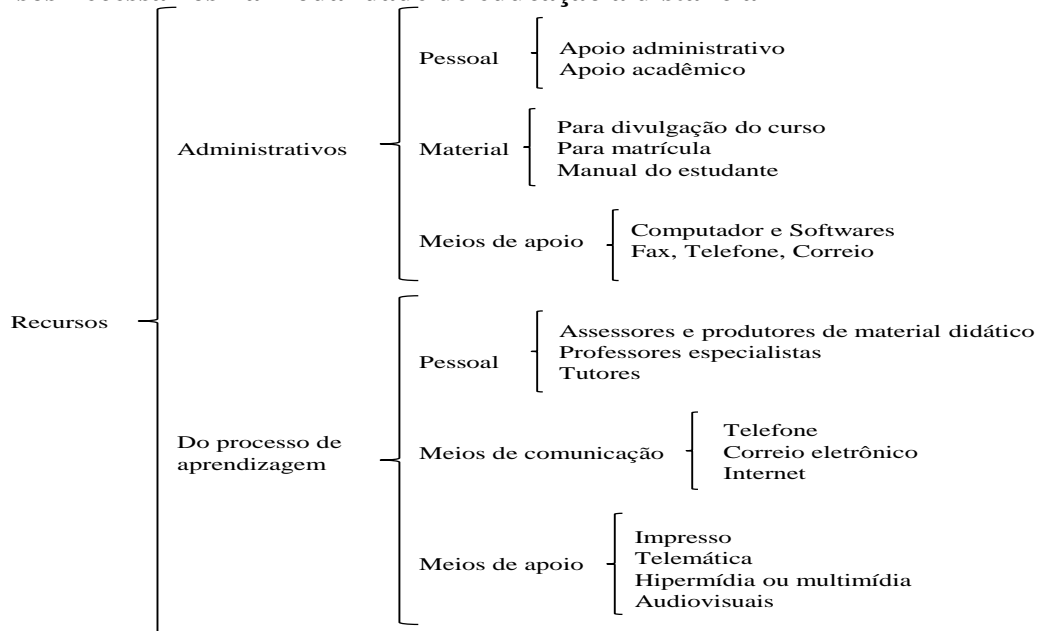 Pessoal
Apoio administrativo
Apoio acadêmico
Administrativos
Material
Para divulgação do curso
Para matrícula
Manual do estudante
Meios de apoio
Computador e Softwares
Fax, Telefone, Correio
Recursos
Pessoal
Assessores e produtores de material didático
Professores especialistas
Tutores
Do processo de
aprendizagem
Meios de comunicação
Telefone
Correio eletrônico
Internet
Meios de apoio
Impresso
Telemática
Hipermídia ou multimídia
Audiovisuais